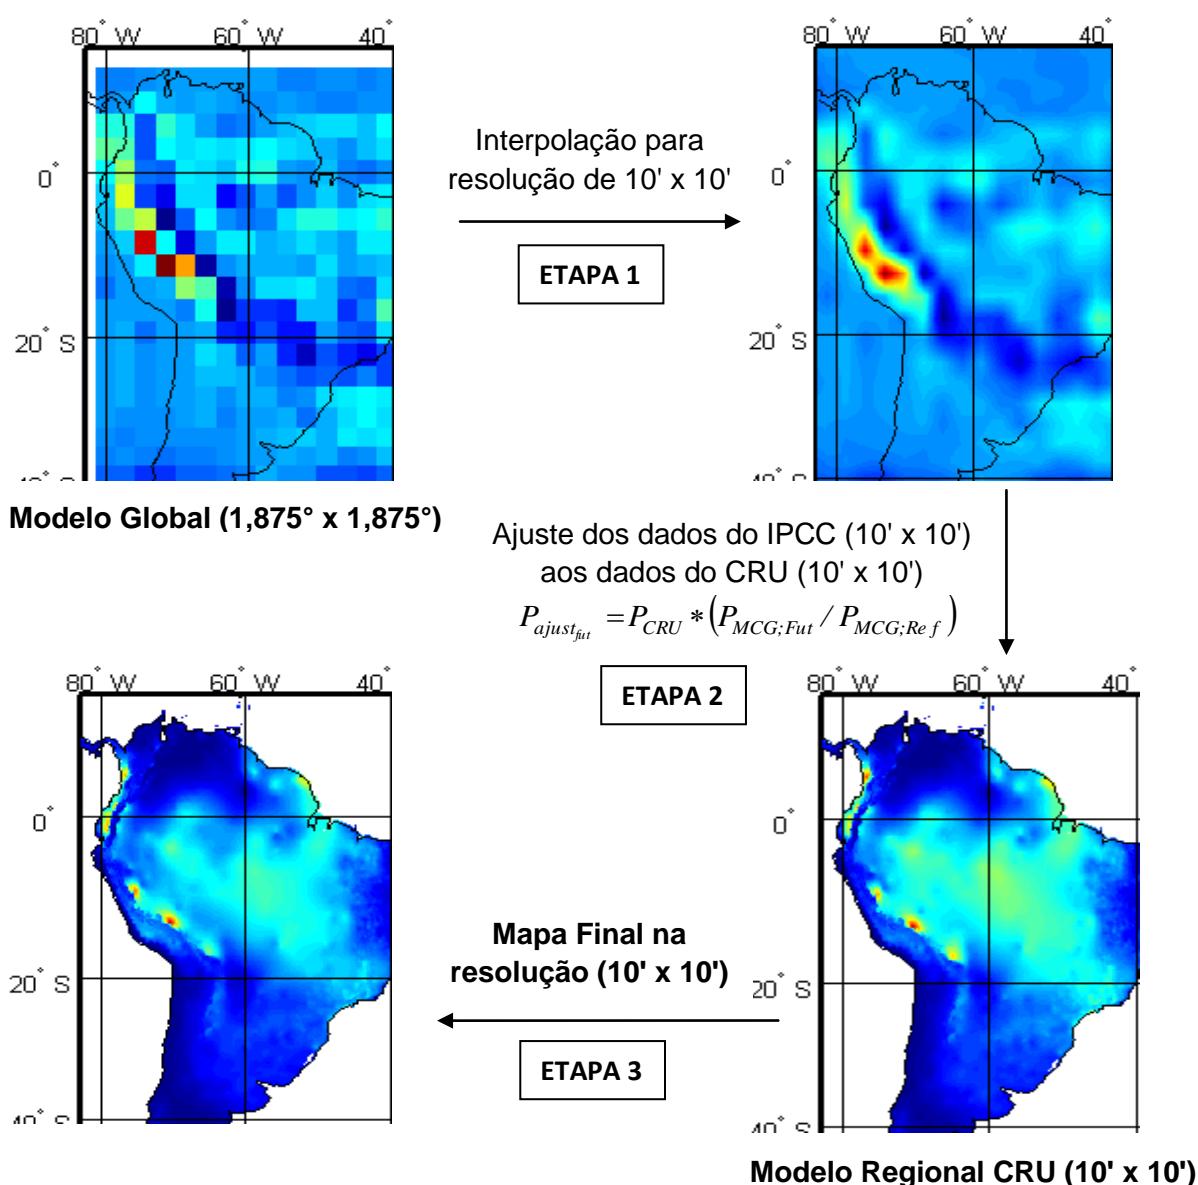 80° W 60° W 40°
0°
20° S
Modelo Global (1,875° x 1,875°)
Interpolação para
resolução de 10' x 10'
ETAPA 1
80° W 60° W 40°
0°
20° S
Ajuste dos dados do IPCC (10' x 10')
aos dados do CRU (10' x 10')
P_ajust_fut = P_CRU * (P_MCG;Fut / P_MCG;Ref)
ETAPA 2
80° W 60° W 40°
0°
20° S
40° S
Modelo Regional CRU (10' x 10')
Mapa Final na
resolução (10' x 10')
ETAPA 3
80° W 60° W 40°
0°
20° S